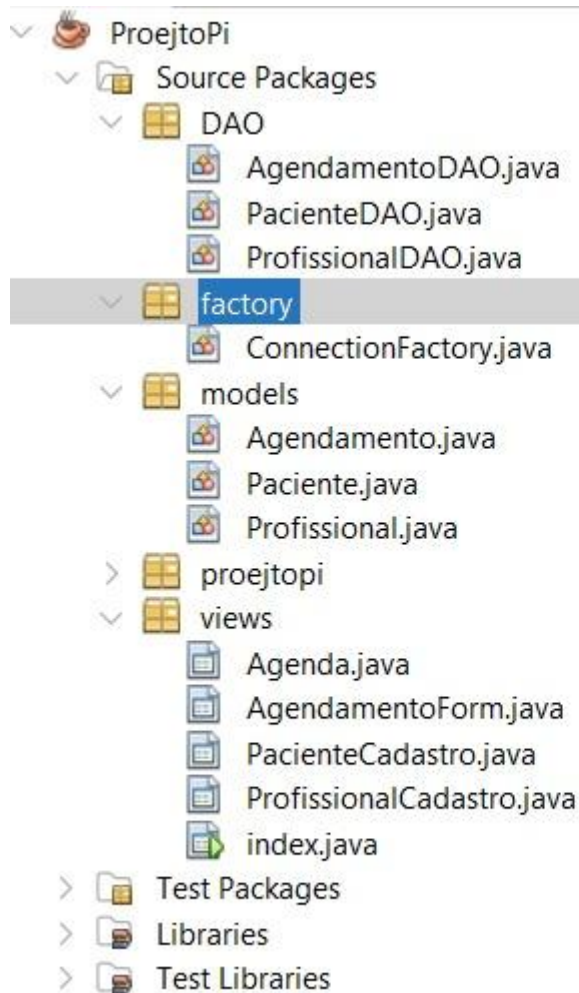 ProejtoPi
Source Packages
DAO
AgendamentoDAO.java
PacienteDAO.java
ProfissionalDAO.java
factory
ConnectionFactory.java
models
Agendamento.java
Paciente.java
Profissional.java
proejtopi
views
Agenda.java
AgendamentoForm.java
PacienteCadastro.java
ProfissionalCadastro.java
index.java
Test Packages
Libraries
Test Libraries